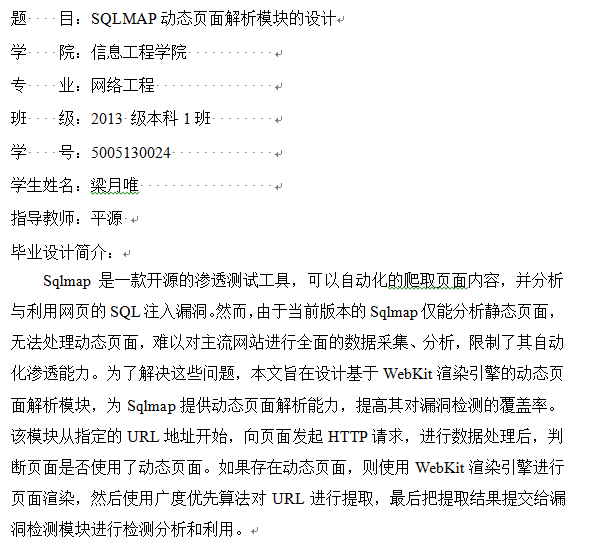 题 目：SQLMAP 动态页面解析模块的设计
学 院：信息工程学院
专 业：网络工程
班 级：2013 级本科 1 班
学 号：5005130024
学生姓名：梁月唯
指导教师：平源
毕业设计简介：
Sqlmap 是一款开源的渗透测试工具，可以自动化的爬取页面内容，并分析
与利用网页的 SQL 注入漏洞。然而，由于当前版本的 Sqlmap 仅能分析静态页面，
无法处理动态页面，难以对主流网站进行全面的数据采集、分析，限制了其自动
化渗透能力。为了解决这些问题，本文旨在设计基于 WebKit 渲染引擎的动态页
面解析模块，为 Sqlmap 提供动态页面解析能力，提高其对漏洞检测的覆盖率。
该模块从指定的 URL 地址开始，向页面发起 HTTP 请求，进行数据处理后，判
断页面是否使用了动态页面。如果存在动态页面，则使用 WebKit 渲染引擎进行
页面渲染，然后使用广度优先算法对 URL 进行提取，最后把提取结果提交给漏
洞检测模块进行检测分析和利用。